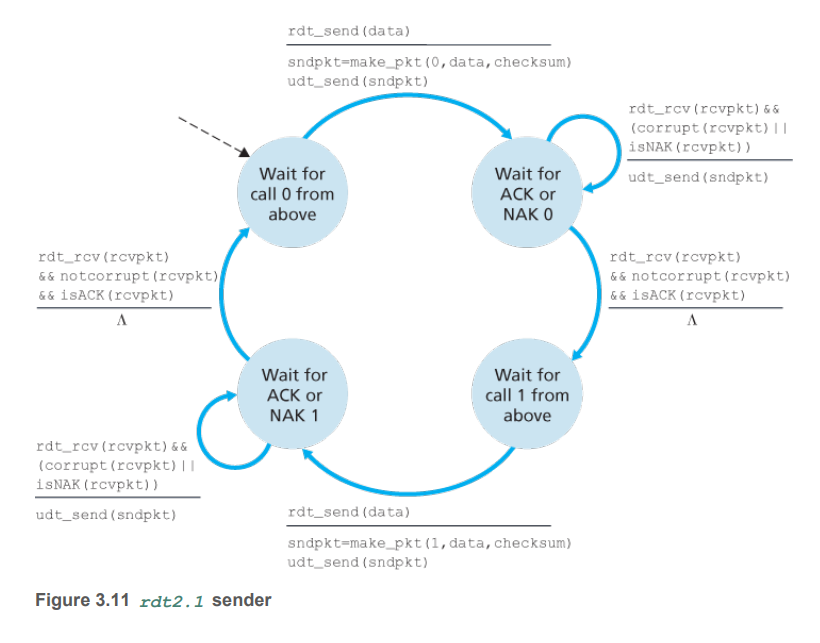 rdt_send(data)
sndpkt=make_pkt(0,data,checksum)
udt_send(sndpkt)
rdt_rcv(rcvpkt)&&
(corrupt(rcvpkt)||
isNAK(rcvpkt))
udt_send(sndpkt)
Wait for
call 0 from
above
Wait for
ACK or
NAK 0
rdt_rcv(rcvpkt)
&& notcorrupt(rcvpkt)
&& isACK(rcvpkt)
Λ
rdt_rcv(rcvpkt)
&& notcorrupt(rcvpkt)
&& isACK(rcvpkt)
Λ
Wait for
ACK or
NAK 1
Wait for
call 1 from
above
rdt_rcv(rcvpkt)&&
(corrupt(rcvpkt)||
isNAK(rcvpkt))
udt_send(sndpkt)
rdt_send(data)
sndpkt=make_pkt(1,data,checksum)
udt_send(sndpkt)
Figure 3.11 rdt2.1 sender